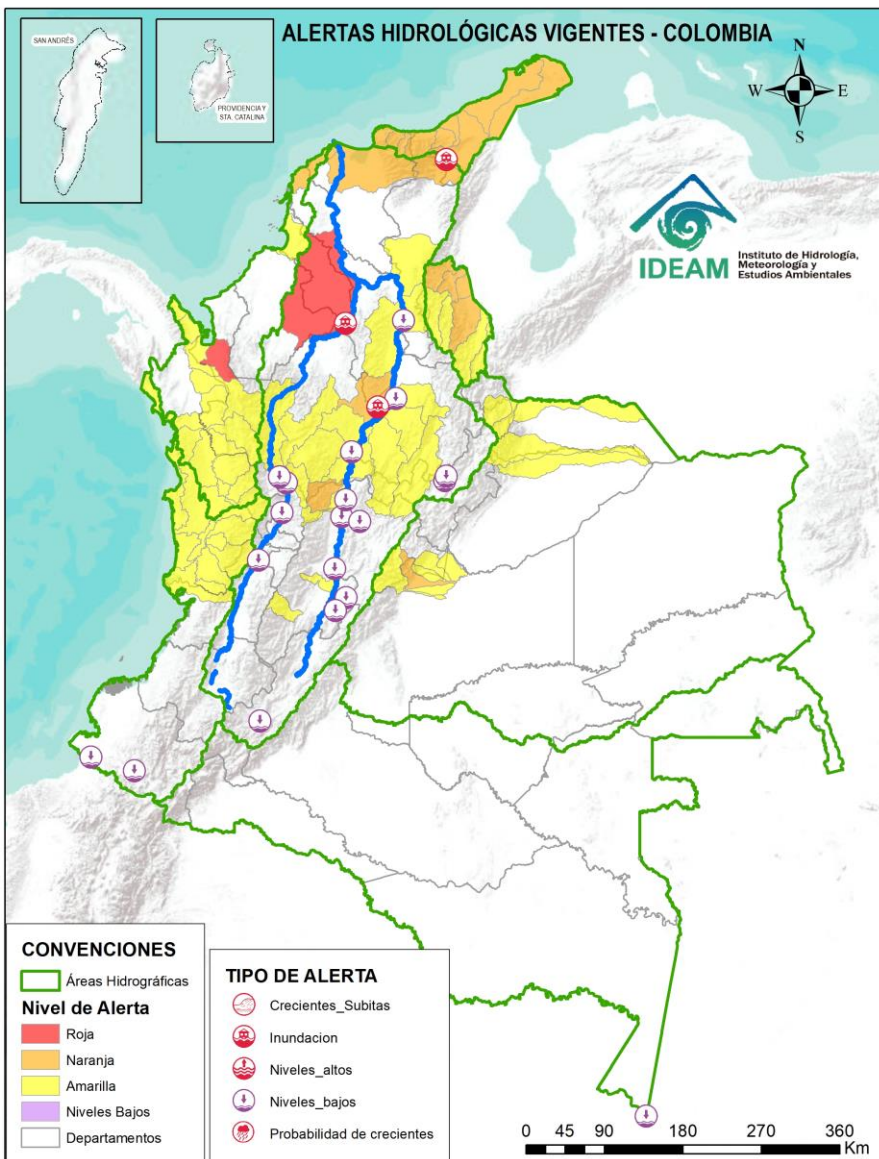 SAN ANDRÉS
PROVIDENCIA Y
STA. CATALINA
ALERTAS HIDROLÓGICAS VIGENTES - COLOMBIA
N
W
E
S
IDEAM
Instituto de Hidrología,
Meteorología y
Estudios Ambientales
CONVENCIONES
Áreas Hidrográficas
Nivel de Alerta
Roja
Naranja
Amarilla
Niveles Bajos
Departamentos
TIPO DE ALERTA
Crecientes_Subitas
Inundacion
Niveles_altos
Niveles_bajos
Probabilidad de crecientes
0 45 90 180 270 360
Km